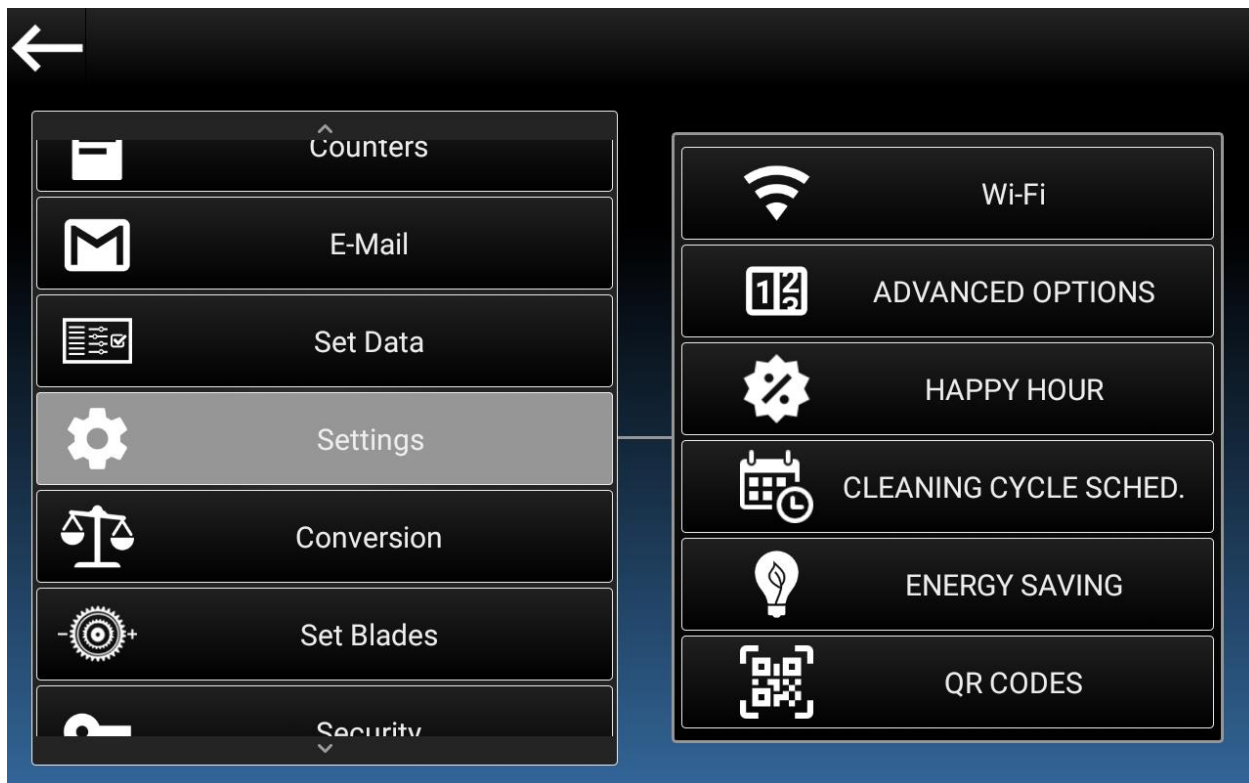 Counters
E-Mail
Set Data
Settings
Conversion
Set Blades
Security
Wi-Fi
ADVANCED OPTIONS
HAPPY HOUR
CLEANING CYCLE SCHED.
ENERGY SAVING
QR CODES